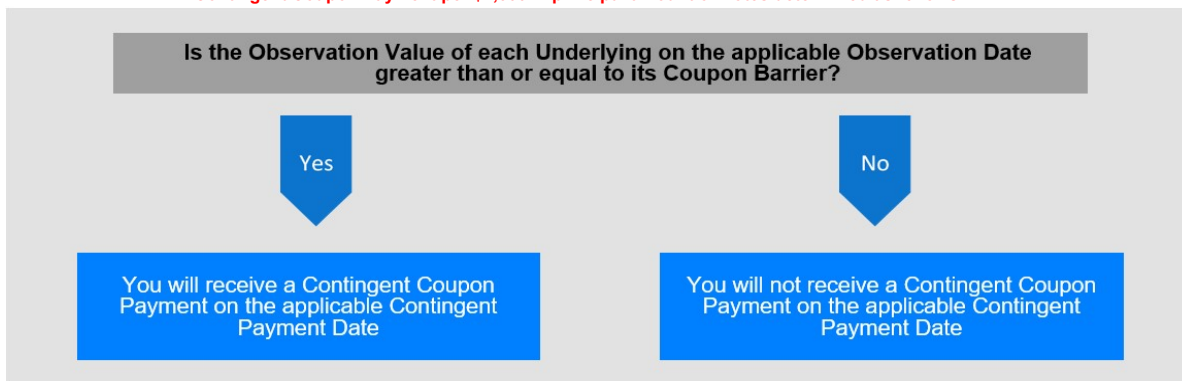 Is the Observation Value of each Underlying on the applicable Observation Date
greater than or equal to its Coupon Barrier?
Yes
No
You will receive a Contingent Coupon
Payment on the applicable Contingent
Payment Date
You will not receive a Contingent Coupon
Payment on the applicable Contingent
Payment Date